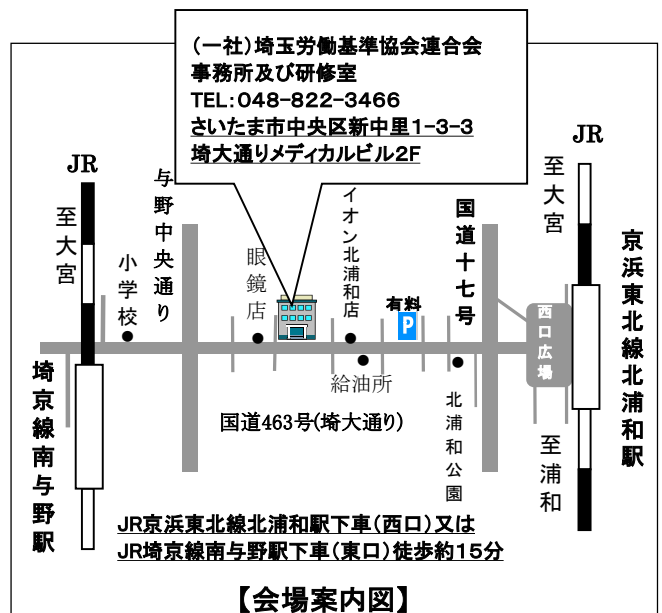 （一社）埼玉労働基準協会連合会
事務所及び研修室
TEL：048-822-3466
さいたま市中央区新中里1-3-3
埼大通りメディカルビル2F
JR
JR
至大宮
与野中央通り
小学校
眼鏡店
イオン北浦和店
有料
P
国道十七号
至大宮
京浜東北線北浦和駅
西口広場
給油所
埼京線南与野駅
国道463号(埼大通り)
北浦和公園
至浦和
JR京浜東北線北浦和駅下車（西口）又は
JR埼京線南与野駅下車（東口）徒歩約15分
【会場案内図】